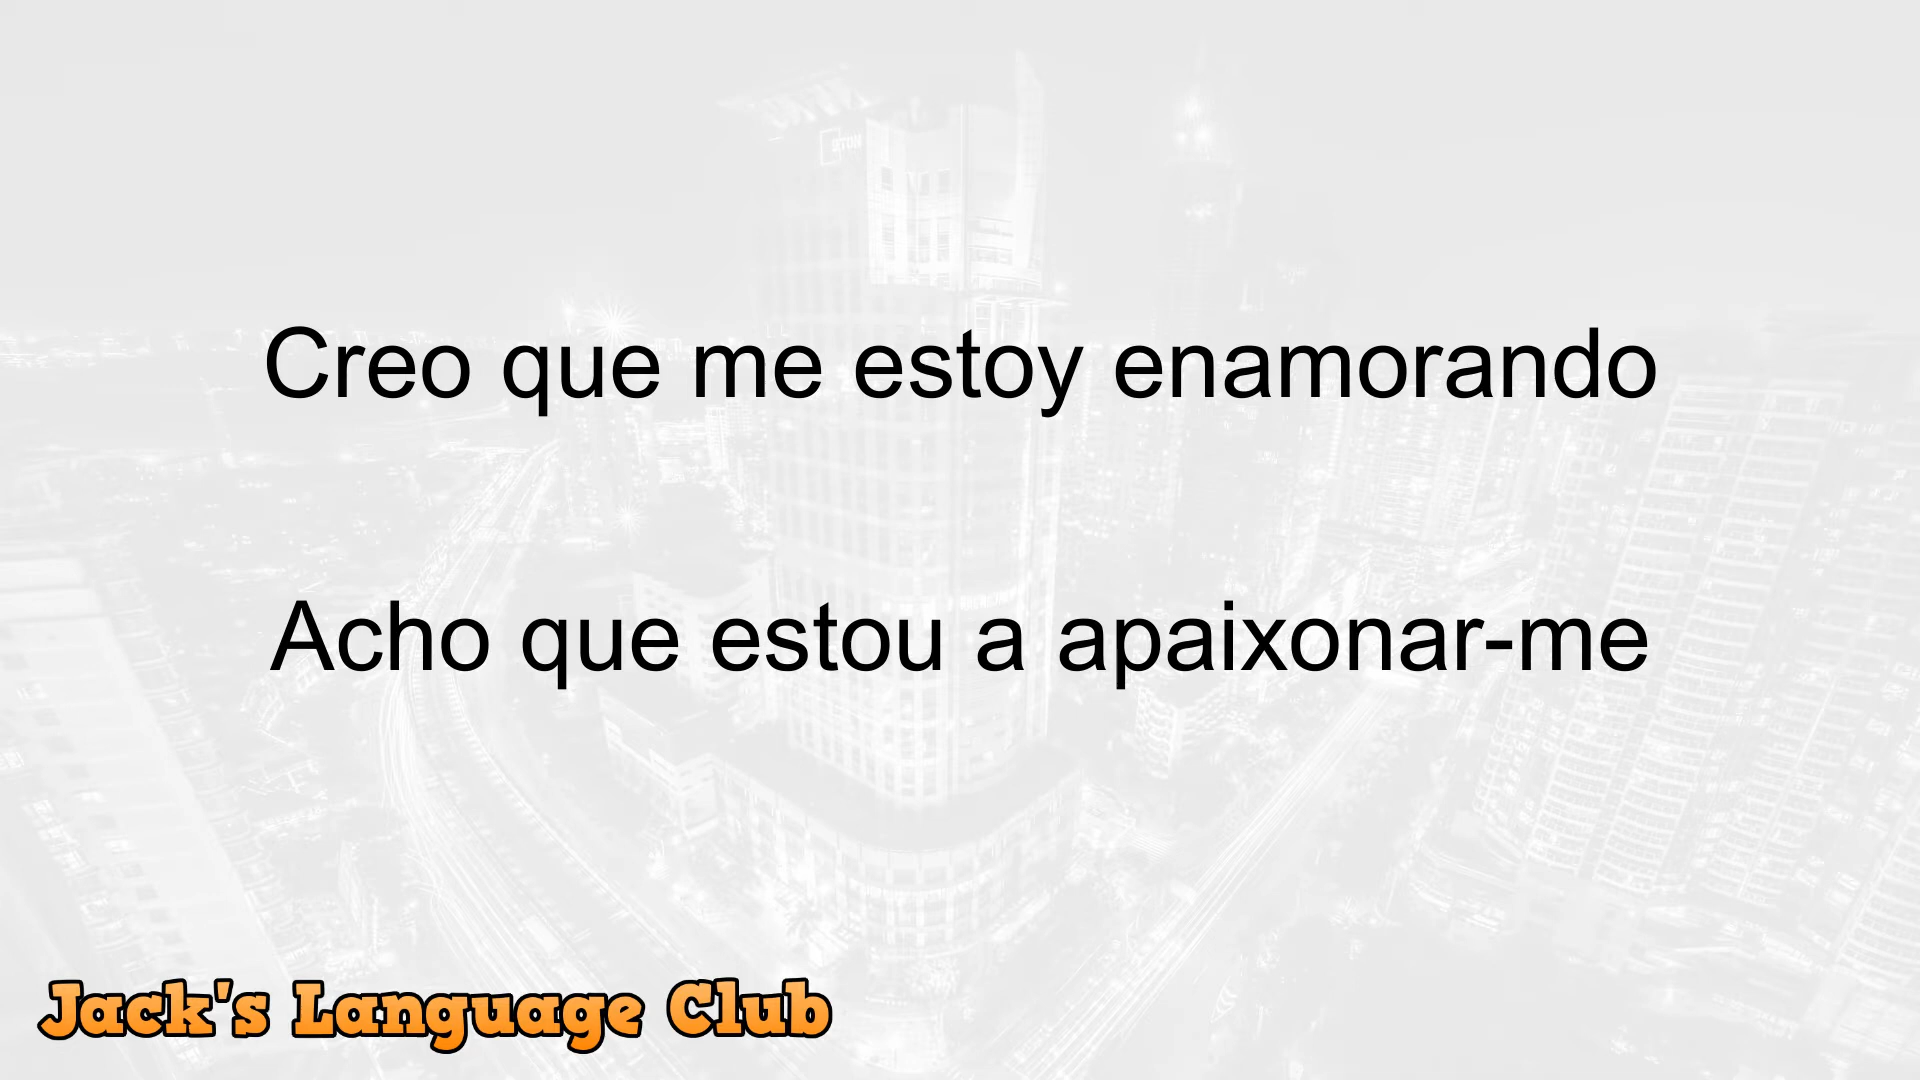 Creo que me estoy enamorando
Acho que estou a apaixonar-me
Jack's Language Club